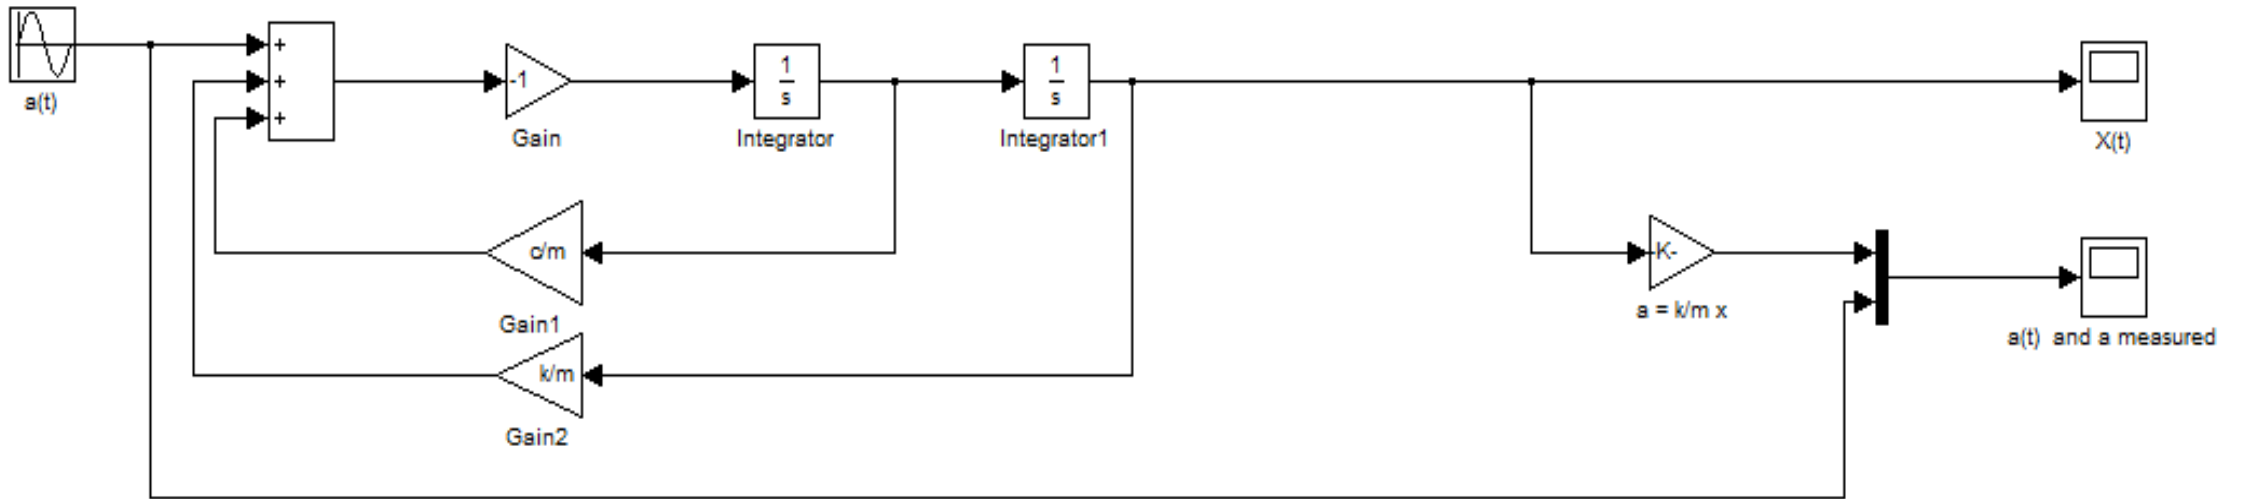 a(t)
+
+
+
-1
Gain
1
s
Integrator
1
s
Integrator1
X(t)
c/m
Gain1
k/m
Gain2
-K-
a = k/m x
a(t) and a measured